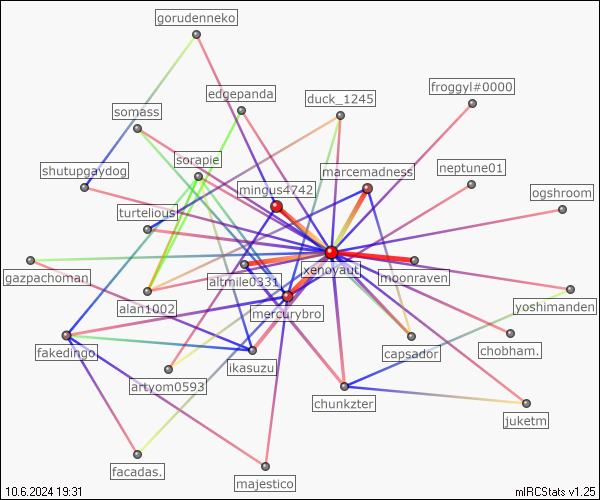 gorudenneko
edgepanda
froggyl#0000
duck_1245
somass
sorapie
shutupgaydog
marcemadness
neptune01
mingus4742
ogshroom
turtelious
xenoyaut
gazpachoman
altmile0331
moonraven
alan1002
mercurybro
yoshimanden
fakedingo
ikasuzu
capsador
chobham.
artyom0593
chunkzter
juketm
facadas.
majestico
10.6.2024 19:31
mIRCStats v1.25